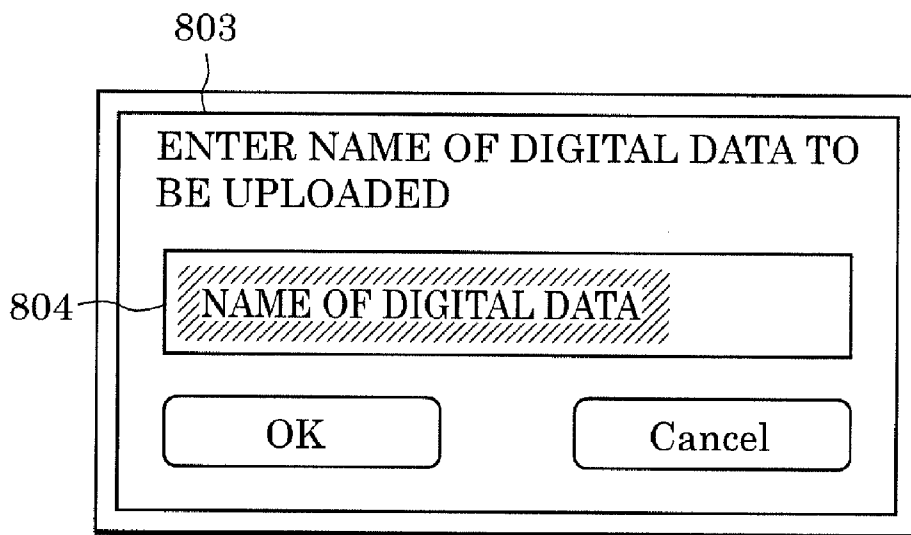 803
ENTER NAME OF DIGITAL DATA TO
BE UPLOADED
804
NAME OF DIGITAL DATA
OK
Cancel